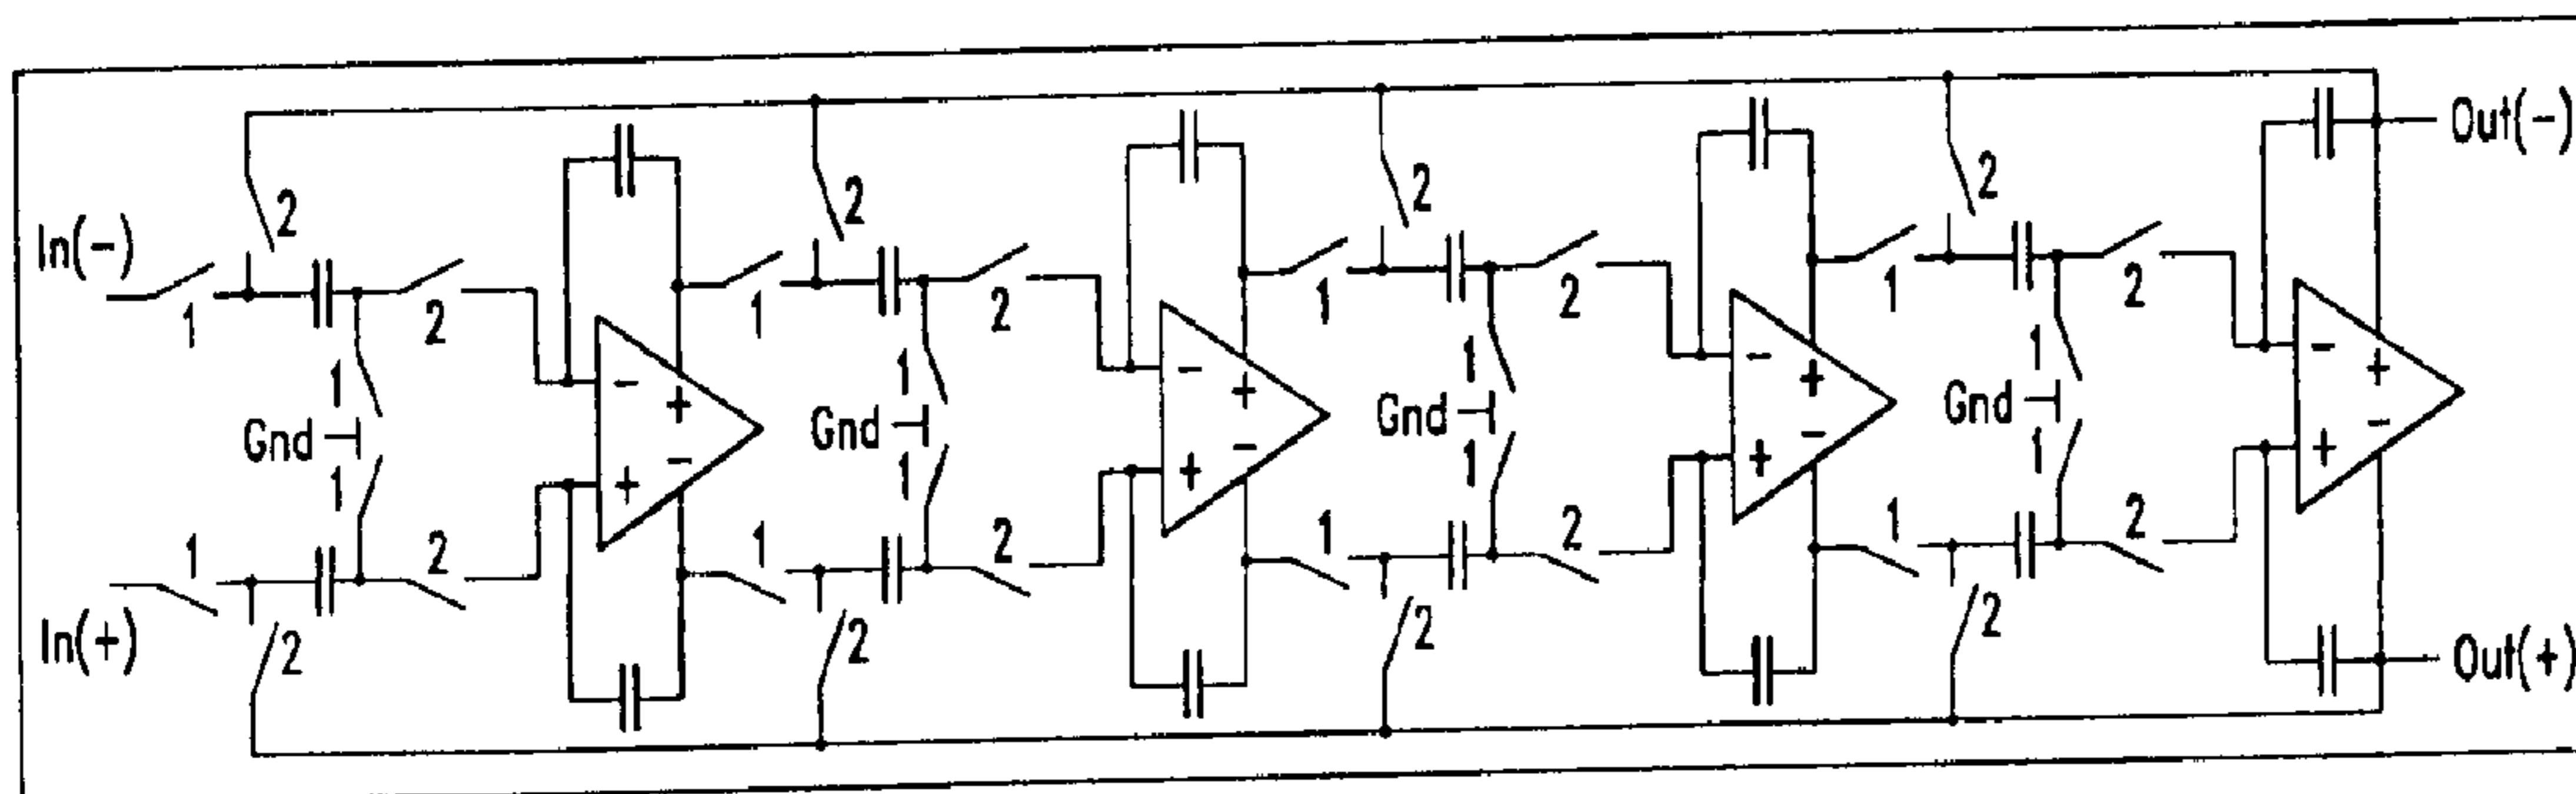 Out(-)
2 2 2 2
In(-)
1 2 1 2 1 2 1 2
- + - + - + - +
1 1 1 1
Gnd Gnd Gnd Gnd
1 1 1 1
+ - + - + - + -
1 2 1 2 1 2 1 2
In(+)
2 2 2 2
Out(+)